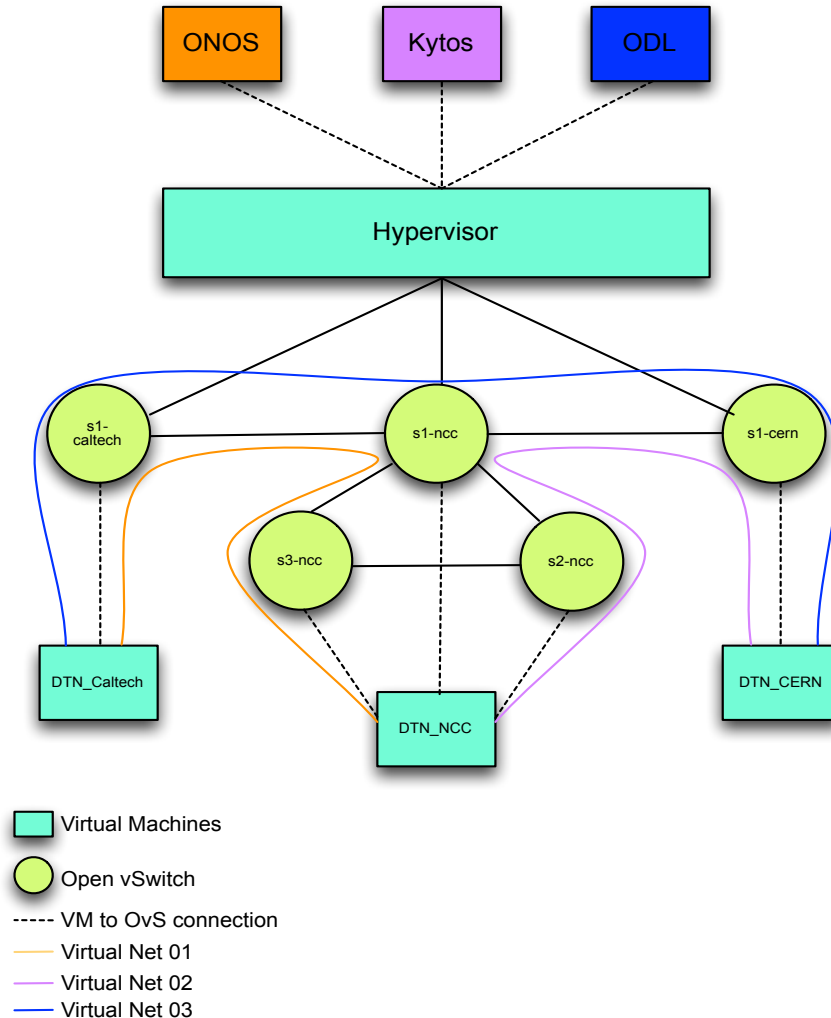 ONOS
Kytos
ODL
Hypervisor
s1-
caltech
s1-ncc
s1-cern
s3-ncc
s2-ncc
DTN_Caltech
DTN_NCC
DTN_CERN
Virtual Machines
Open vSwitch
VM to OvS connection
Virtual Net 01
Virtual Net 02
Virtual Net 03